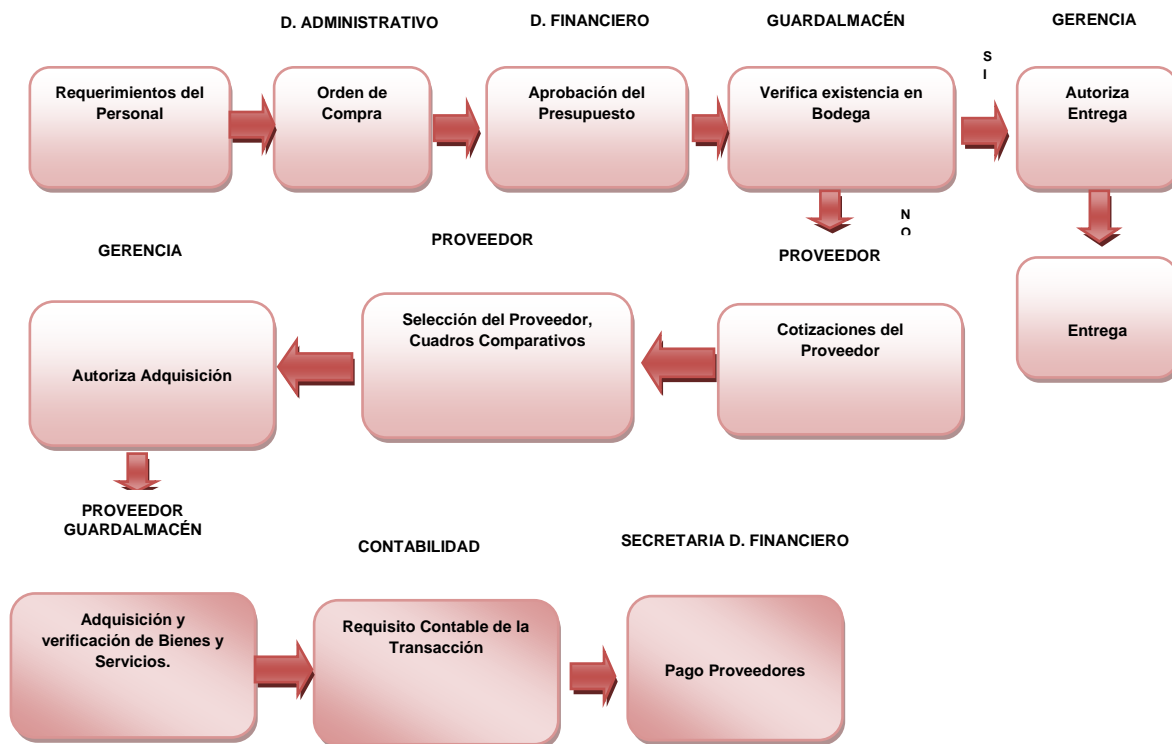 D. ADMINISTRATIVO
D. FINANCIERO
GUARDALMACÉN
GERENCIA
Requerimientos del
Personal
Orden de
Compra
Aprobación del
Presupuesto
Verifica existencia en
Bodega
S
I
Autoriza
Entrega
N
O
GERENCIA
PROVEEDOR
PROVEEDOR
Autoriza Adquisición
Selección del Proveedor,
Cuadros Comparativos
Cotizaciones del
Proveedor
Entrega
PROVEEDOR
GUARDALMACÉN
CONTABILIDAD
SECRETARIA D. FINANCIERO
Adquisición y
verificación de Bienes y
Servicios.
Requisito Contable de la
Transacción
Pago Proveedores